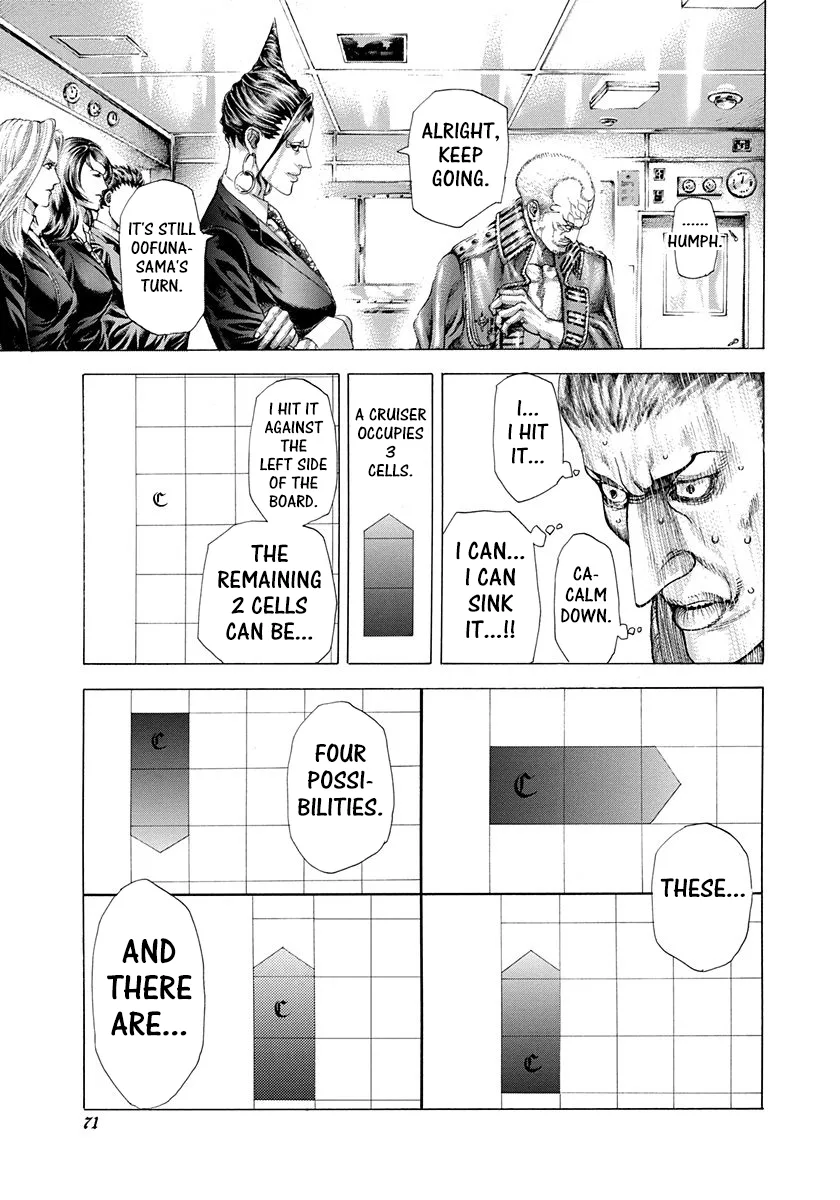 ALRIGHT,
KEEP
GOING.
......
HUMPH.
IT'S STILL
OOFUNA-
SAMA'S
TURN.
I...
I HIT
IT...
I CAN...
I CAN
SINK
IT...!!
CA-
CALM
DOWN.
A CRUISER
OCCUPIES
3
CELLS.
I HIT IT
AGAINST
THE
LEFT SIDE
OF THE
BOARD.
C
THE
REMAINING
2 CELLS
CAN BE...
C
THESE...
C
FOUR
POSSI-
BILITIES.
C
C
AND
THERE
ARE...
71